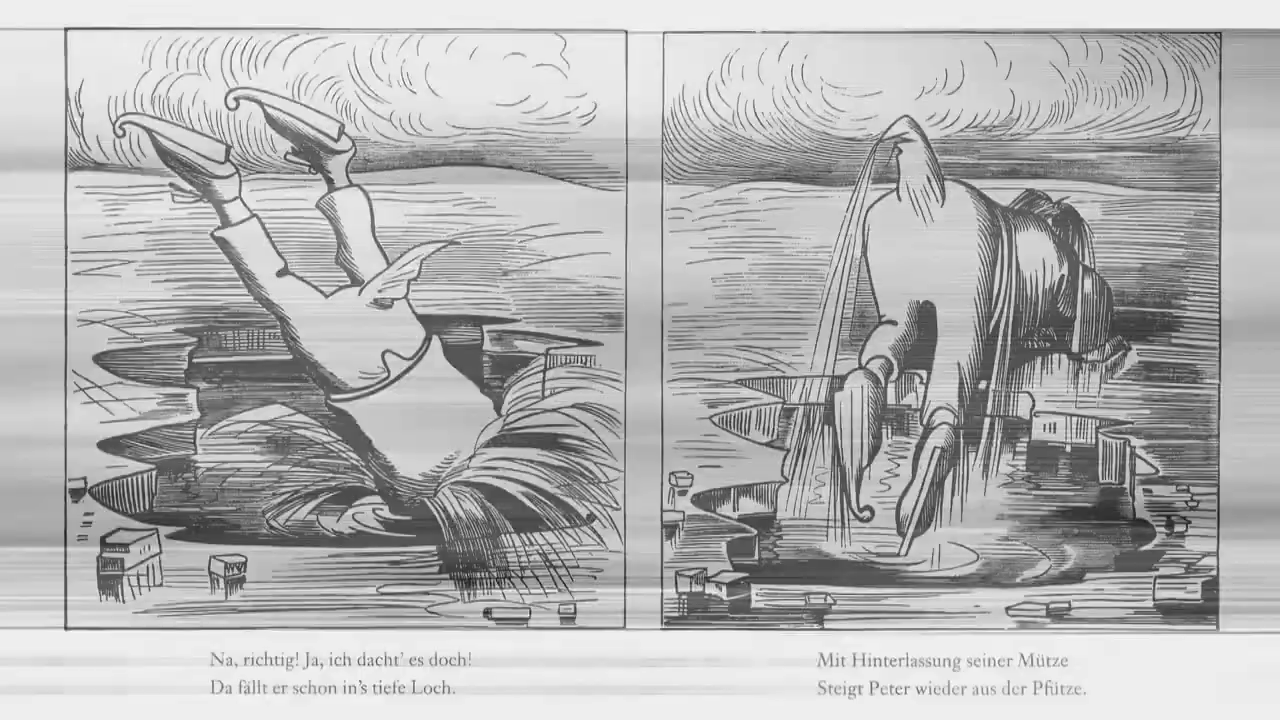 Na, richtig! Ja, ich dacht’ es doch!
Da fällt er schon in’s tiefe Loch.
Mit Hinterlassung seiner Mütze
Steigt Peter wieder aus der Pfütze.